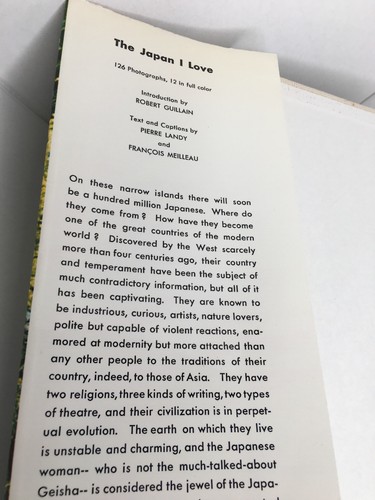 The Japan I Love
126 Photographs, 12 in full color
Introduction by
ROBERT GUILLAIN
Text and Captions by
PIERRE LANDY
and
FRANÇOIS MEILLEAU
On these narrow islands there will soon
be a hundred million Japanese. Where do
they come from? How have they become
one of the great countries of the modern
world? Discovered by the West scarcely
more than four centuries ago, their country
and temperament have been the subject of
much contradictory information, but all of it
has been captivating. They are known to
be industrious, curious, artists, nature lovers,
polite but capable of violent reactions, ena-
mored at modernity but more attached than
any other people to the traditions of their
country, indeed, to those of Asia. They have
two religions, three kinds of writing, two types
of theatre, and their civilization is in perpet-
ual evolution. The earth on which they live
is unstable and charming, and the Japanese
woman-- who is not the much-talked-about
Geisha-- is considered the jewel of the Japa-